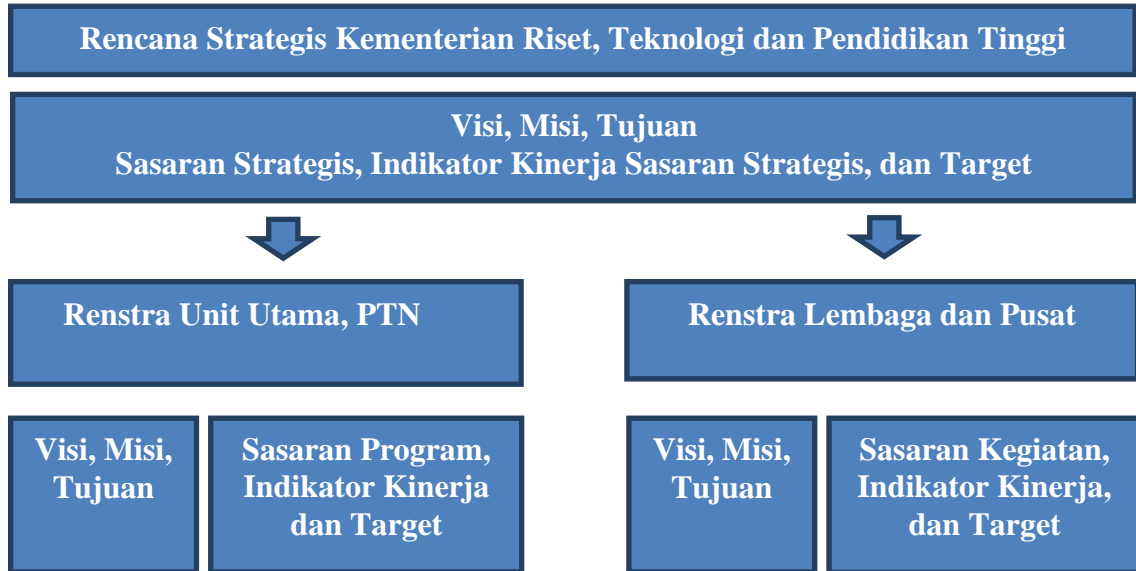 Rencana Strategis Kementerian Riset, Teknologi dan Pendidikan Tinggi
Visi, Misi, Tujuan
Sasaran Strategis, Indikator Kinerja Sasaran Strategis, dan Target
Renstra Unit Utama, PTN
Renstra Lembaga dan Pusat
Visi, Misi,
Tujuan
Sasaran Program,
Indikator Kinerja
dan Target
Visi, Misi,
Tujuan
Sasaran Kegiatan,
Indikator Kinerja,
dan Target